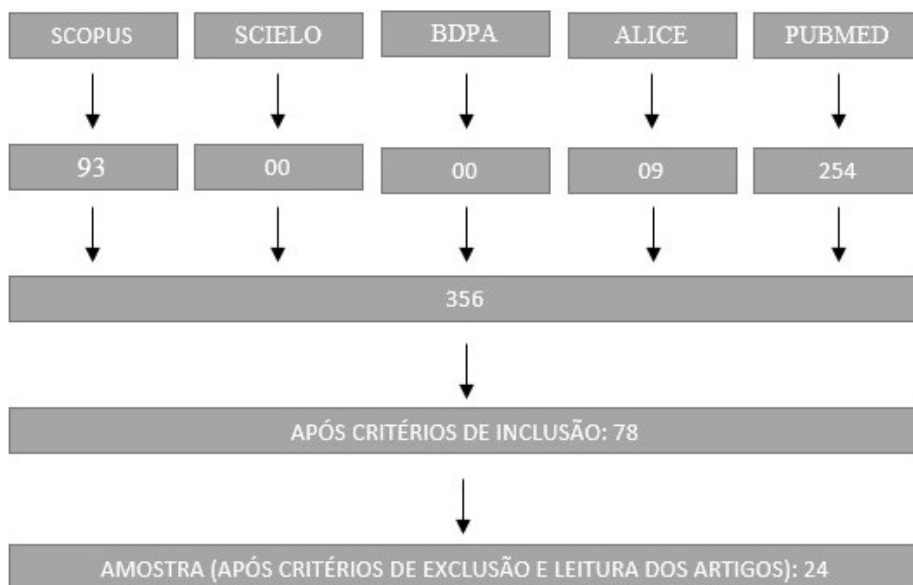 SCOPUS SCIELO BDPA ALICE PUBMED
93 00 00 09 254
356
APÓS CRITÉRIOS DE INCLUSÃO: 78
AMOSTRA (APÓS CRITÉRIOS DE EXCLUSÃO E LEITURA DOS ARTIGOS): 24